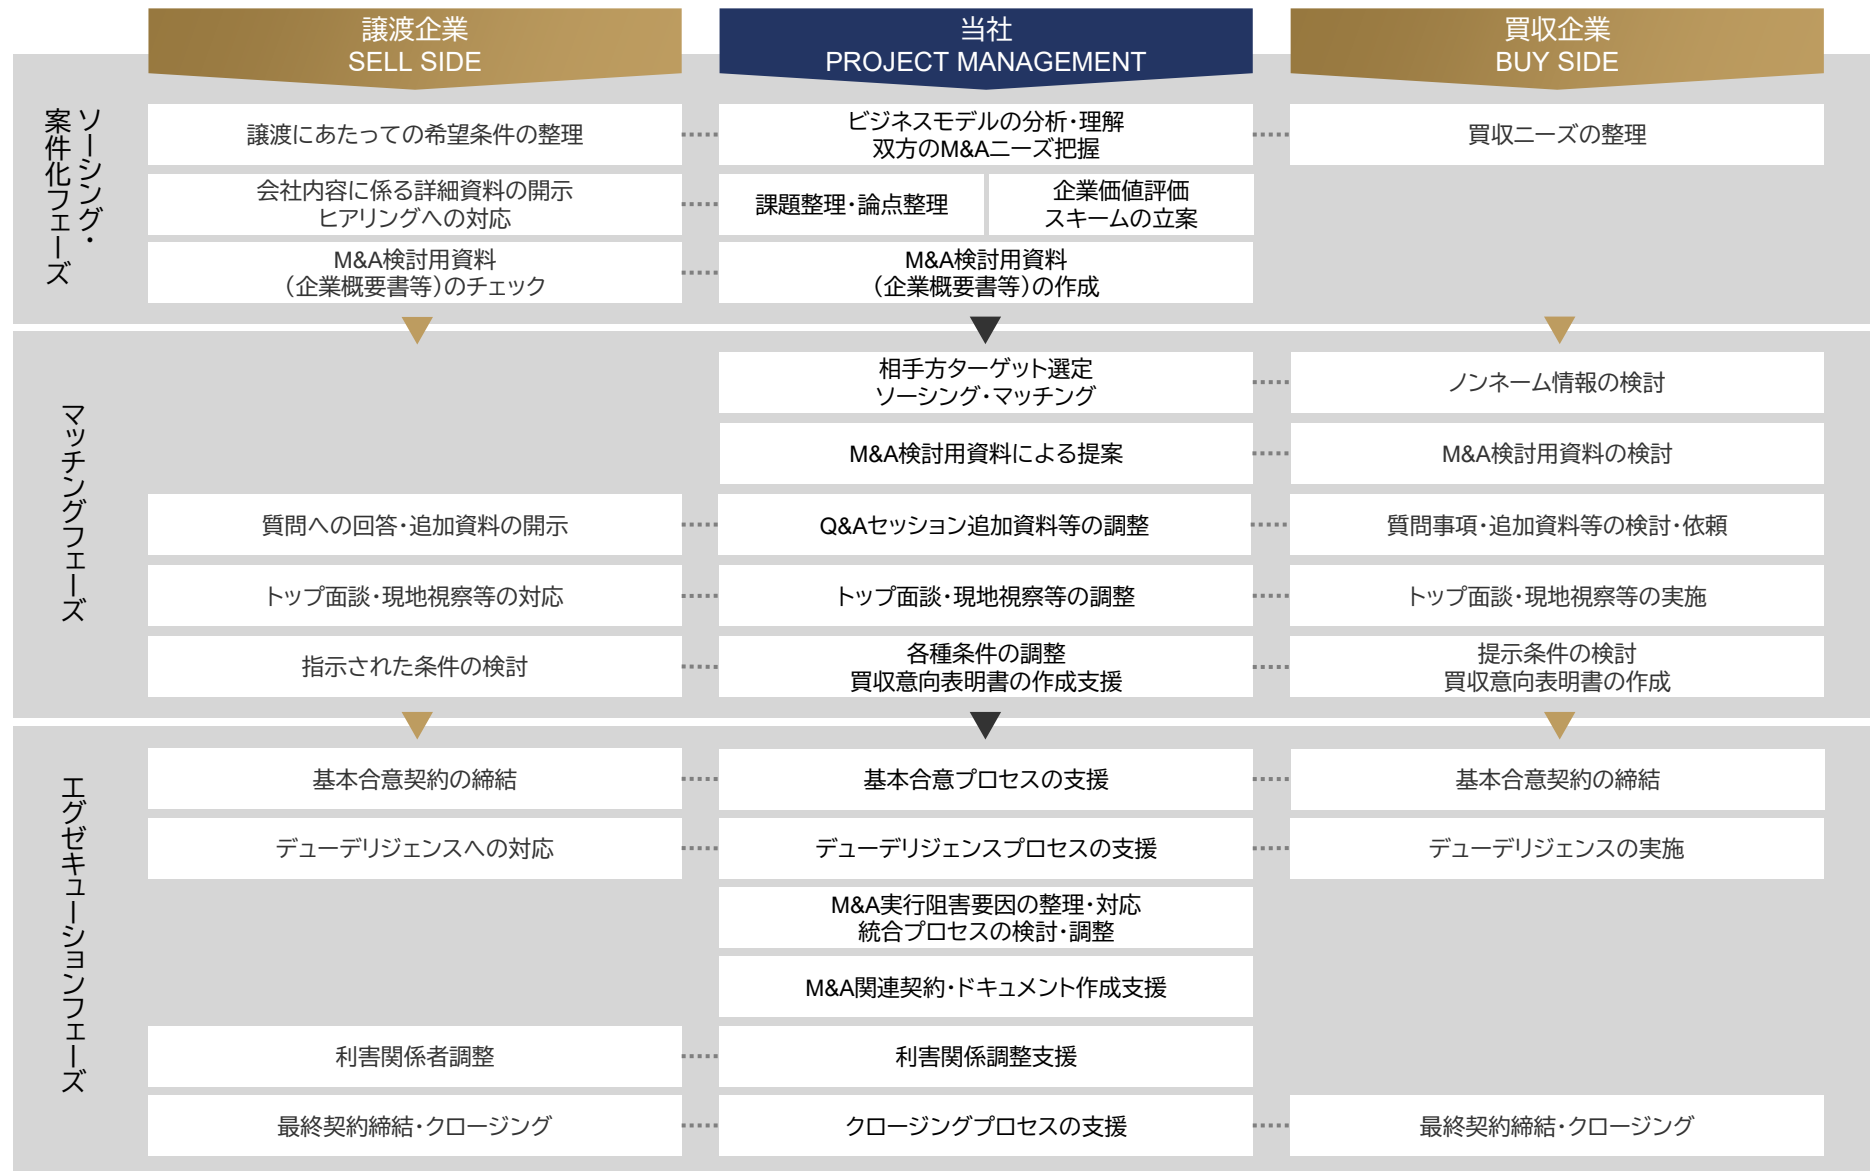 譲渡企業
SELL SIDE
当社
PROJECT MANAGEMENT
買収企業
BUY SIDE
ソーシング・
案件化フェーズ
譲渡にあたっての希望条件の整理
ビジネスモデルの分析・理解
双方のM&Aニーズ把握
買収ニーズの整理
会社内容に係る詳細資料の開示
ヒアリングへの対応
課題整理・論点整理
企業価値評価
スキームの立案
M&A検討用資料
（企業概要書等）のチェック
M&A検討用資料
（企業概要書等）の作成
マッチングフェーズ
相手方ターゲット選定
ソーシング・マッチング
ノンネーム情報の検討
M&A検討用資料による提案
M&A検討用資料の検討
質問への回答・追加資料の開示
Q&Aセッション追加資料等の調整
質問事項・追加資料等の検討・依頼
トップ面談・現地視察等の対応
トップ面談・現地視察等の調整
トップ面談・現地視察等の実施
指示された条件の検討
各種条件の調整
買収意向表明書の作成支援
提示条件の検討
買収意向表明書の作成
エグゼキューションフェーズ
基本合意契約の締結
基本合意プロセスの支援
基本合意契約の締結
デューデリジェンスへの対応
デューデリジェンスプロセスの支援
デューデリジェンスの実施
M&A実行阻害要因の整理・対応
統合プロセスの検討・調整
M&A関連契約・ドキュメント作成支援
利害関係者調整
利害関係調整支援
最終契約締結・クロージング
クロージングプロセスの支援
最終契約締結・クロージング